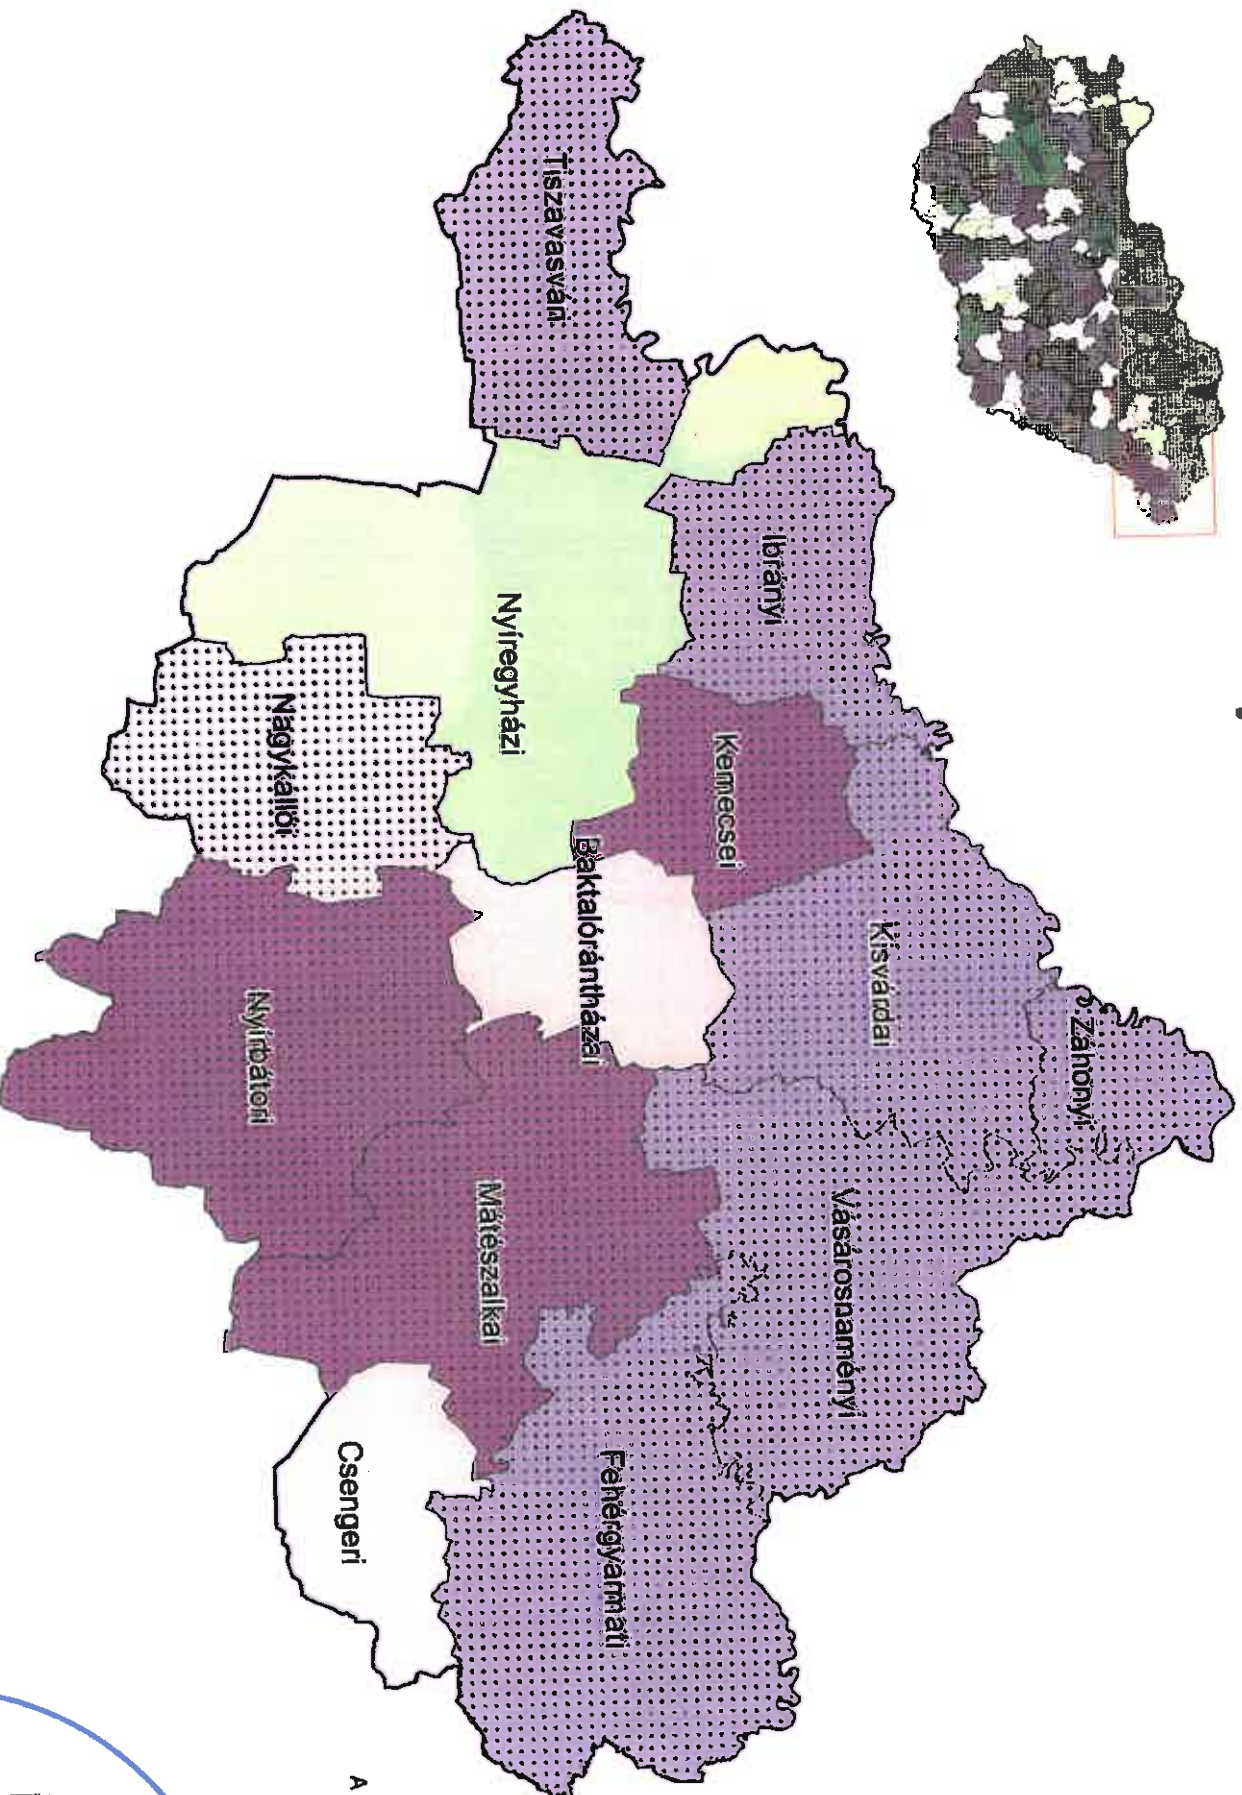 Záhonyi
Kisvárdai
Vásárosnaményi
Ibrányi
Kemecsei
Fehérgyarmati
Baktalórántházai
Tiszavasvári
Nyíregyházi
Mátészalkai
Csengeri
A
Nagykállói
Nyírbátori